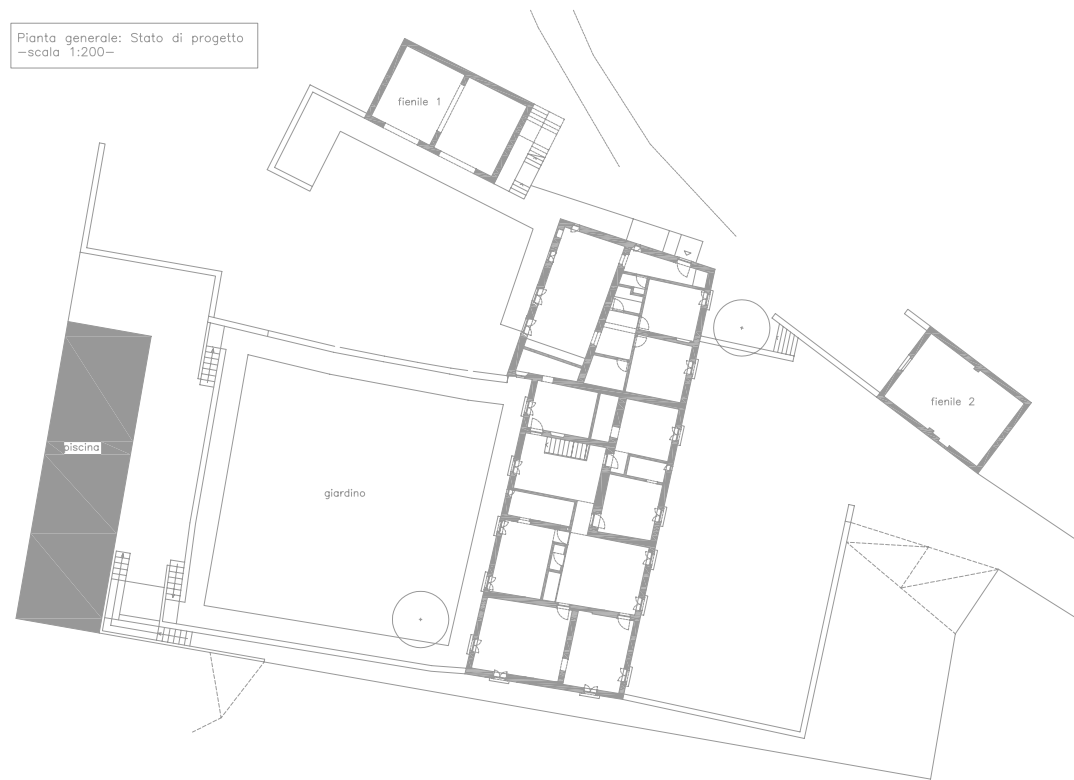 Pianta generale: Stato di progetto
-scala 1:200-
fienile 1
fienile 2
piscina
giardino